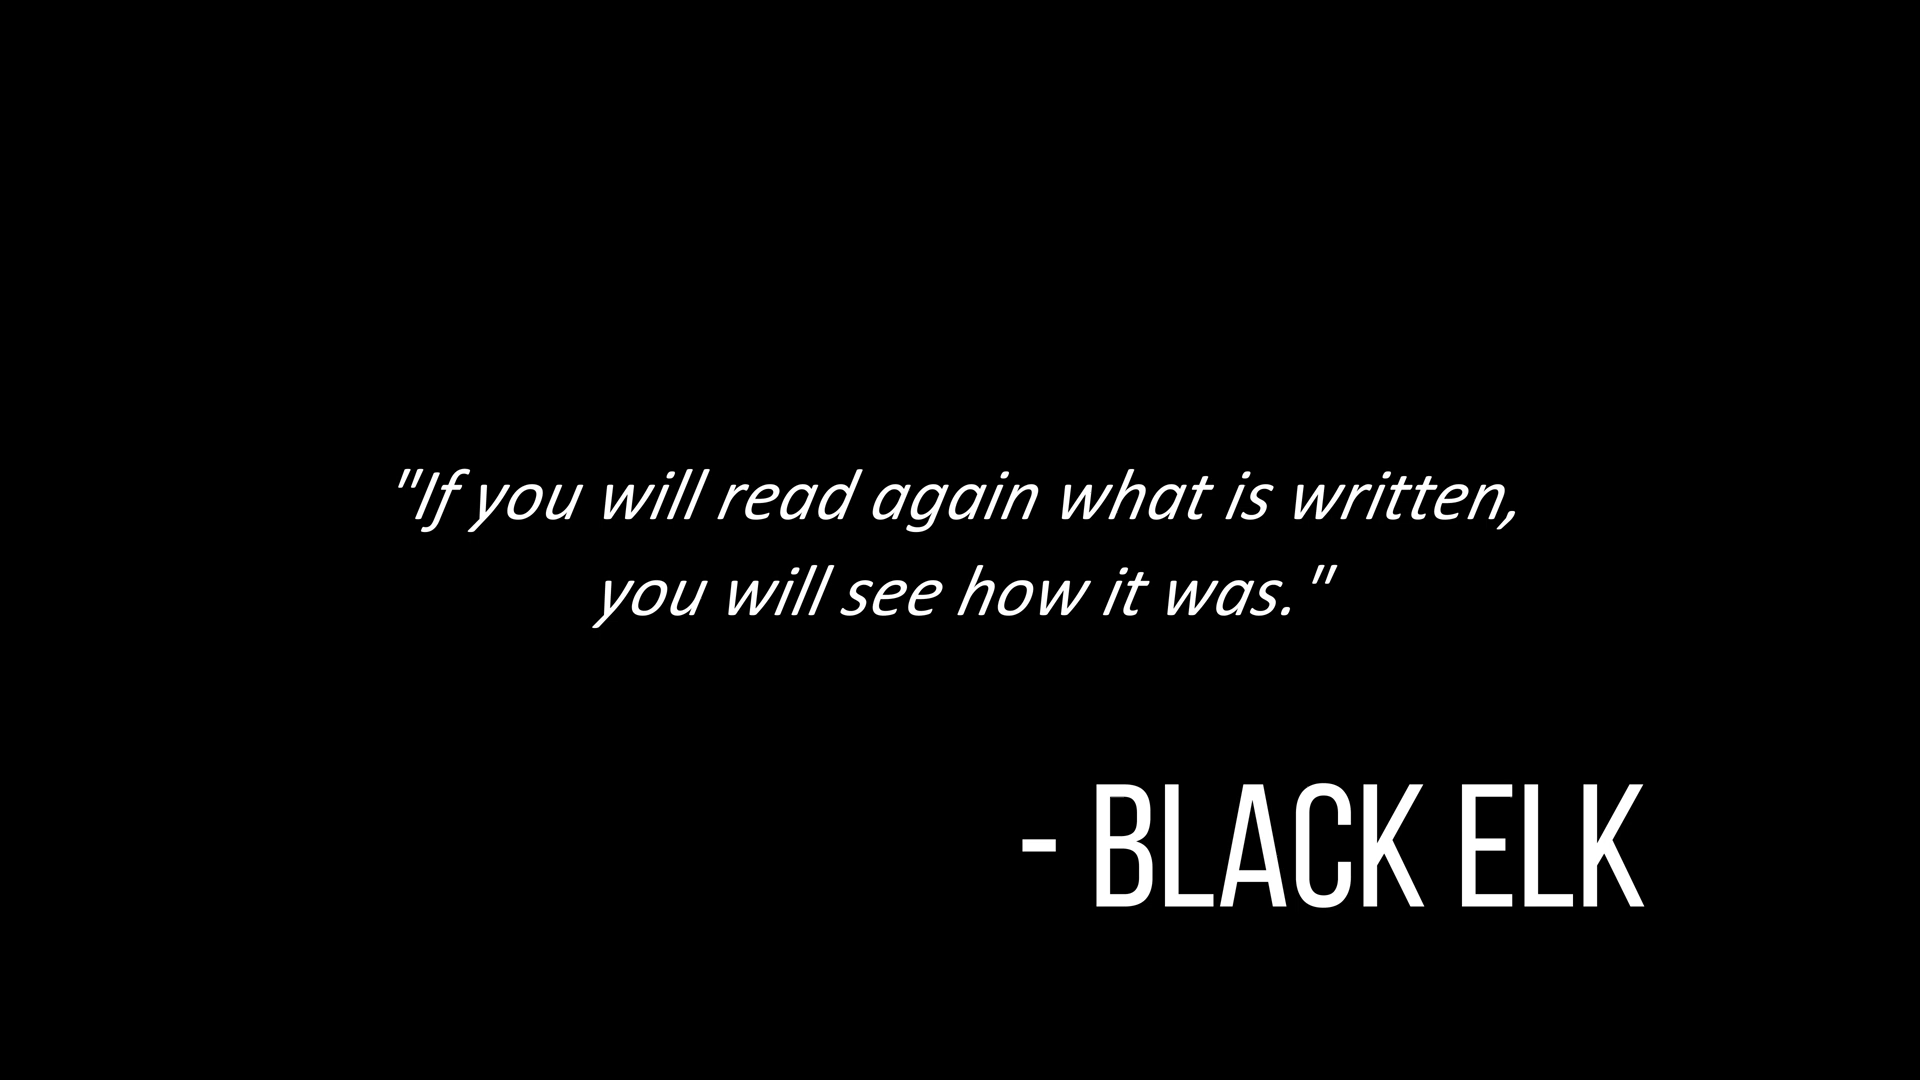 "If you will read again what is written,
you will see how it was."
- BLACK ELK